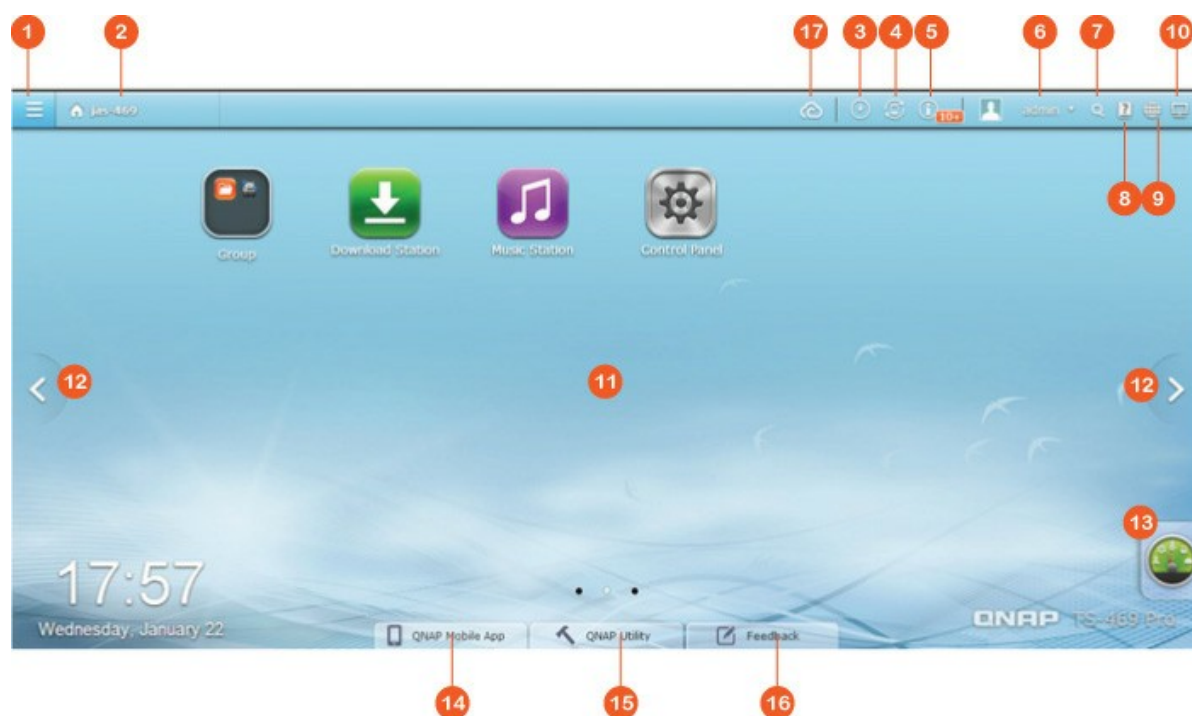 1 2 17 3 4 5 6 7 10
jas-469 10+ admin
8 9
Group Download Station Music Station Control Panel
12 11 12
13
17:57
Wednesday, January 22
QNAP TS-469 Pro
QNAP Mobile App QNAP Utility Feedback
14 15 16